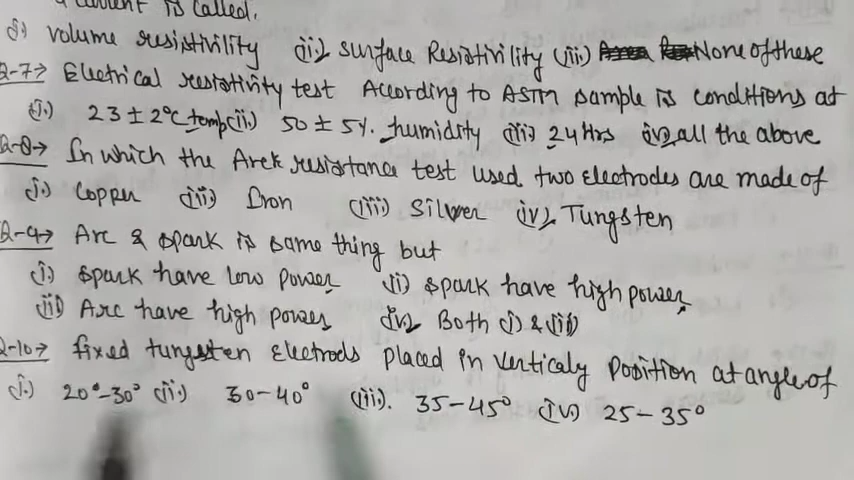 a current is called.
(i) volume resistivility (ii) Surface Resistivility (iii) None of these
Q-7→ Electrical resistivity test According to ASTM sample is conditions at
(i) 23 ± 2°C temp (ii) 50 ± 5%. humidity (iii) 24 Hrs (iv) all the above
Q-8→ In which the Arck resistance test used two Electrodes are made of
(i) Copper (ii) Iron (iii) Silver (iv) Tungsten
Q-9→ Arc & spark is same thing but
(i) spark have low power (ii) spark have high power
(iii) Arc have high power (iv) Both (i) & (iii)
Q-10→ fixed tungsten Electrods placed in verticaly position at angle of
(i.) 20°-30° (ii.) 30-40° (iii). 35-45° (iv) 25-35°